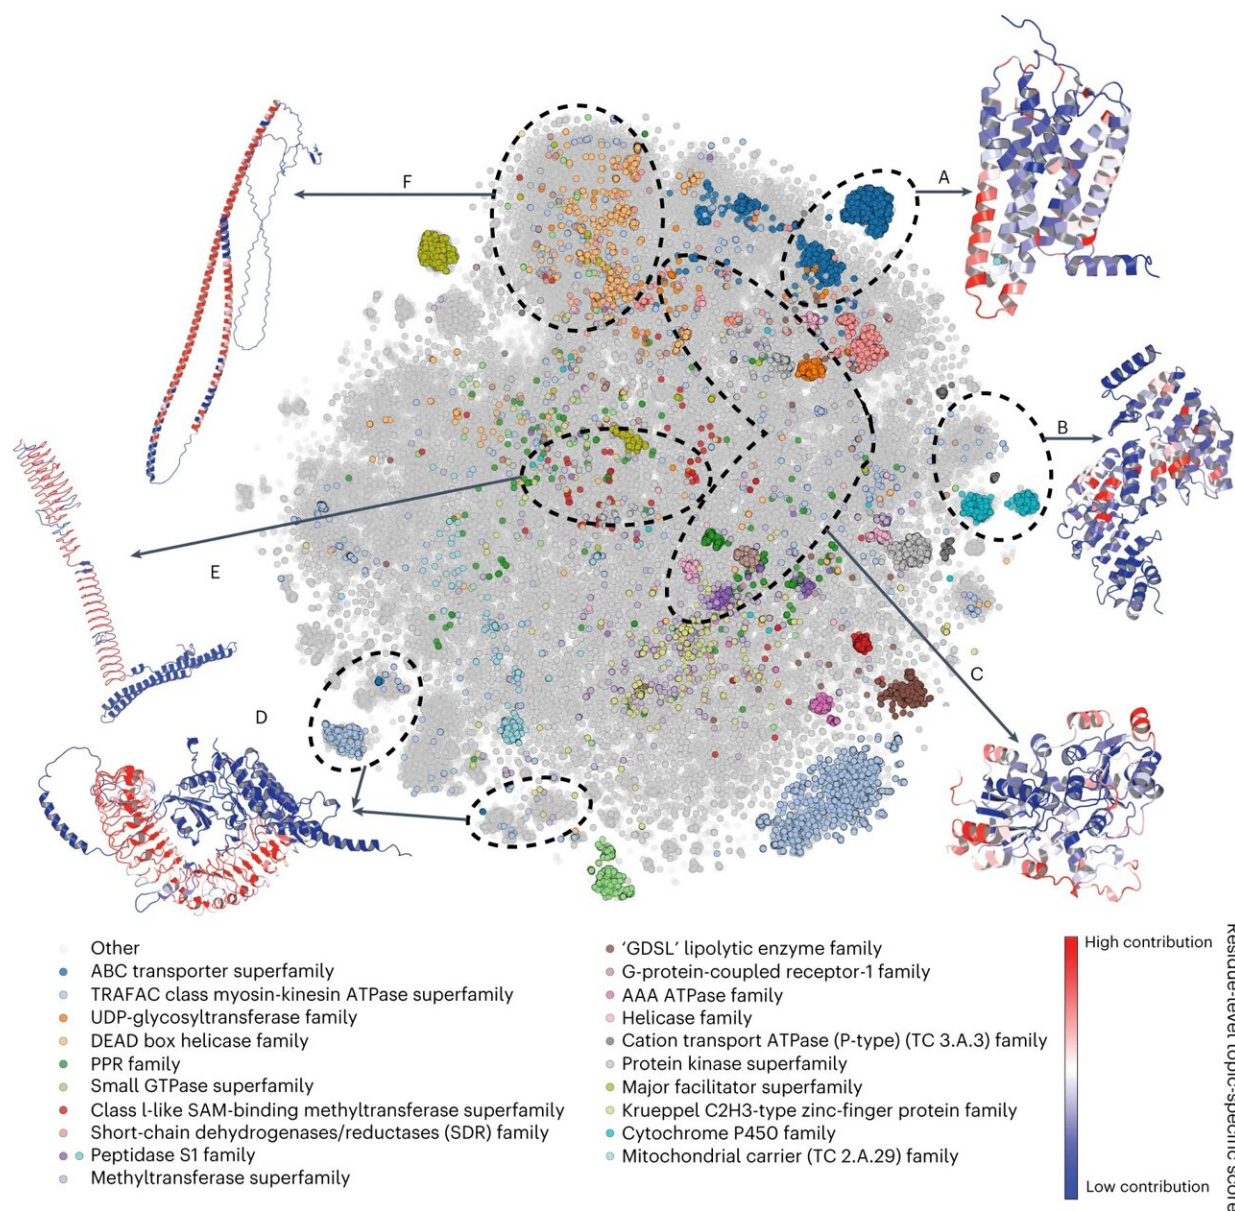 A
F
B
E
C
D
Other
ABC transporter superfamily
TRAFAC class myosin-kinesin ATPase superfamily
UDP-glycosyltransferase family
DEAD box helicase family
PPR family
Small GTPase superfamily
Class I-like SAM-binding methyltransferase superfamily
Short-chain dehydrogenases/reductases (SDR) family
Peptidase S1 family
Methyltransferase superfamily
'GDSL' lipolytic enzyme family
G-protein-coupled receptor-1 family
AAA ATPase family
Helicase family
Cation transport ATPase (P-type) (TC 3.A.3) family
Protein kinase superfamily
Major facilitator superfamily
Krueppel C2H3-type zinc-finger protein family
Cytochrome P450 family
Mitochondrial carrier (TC 2.A.29) family
High contribution
Low contribution
Residue-level topic-specific score